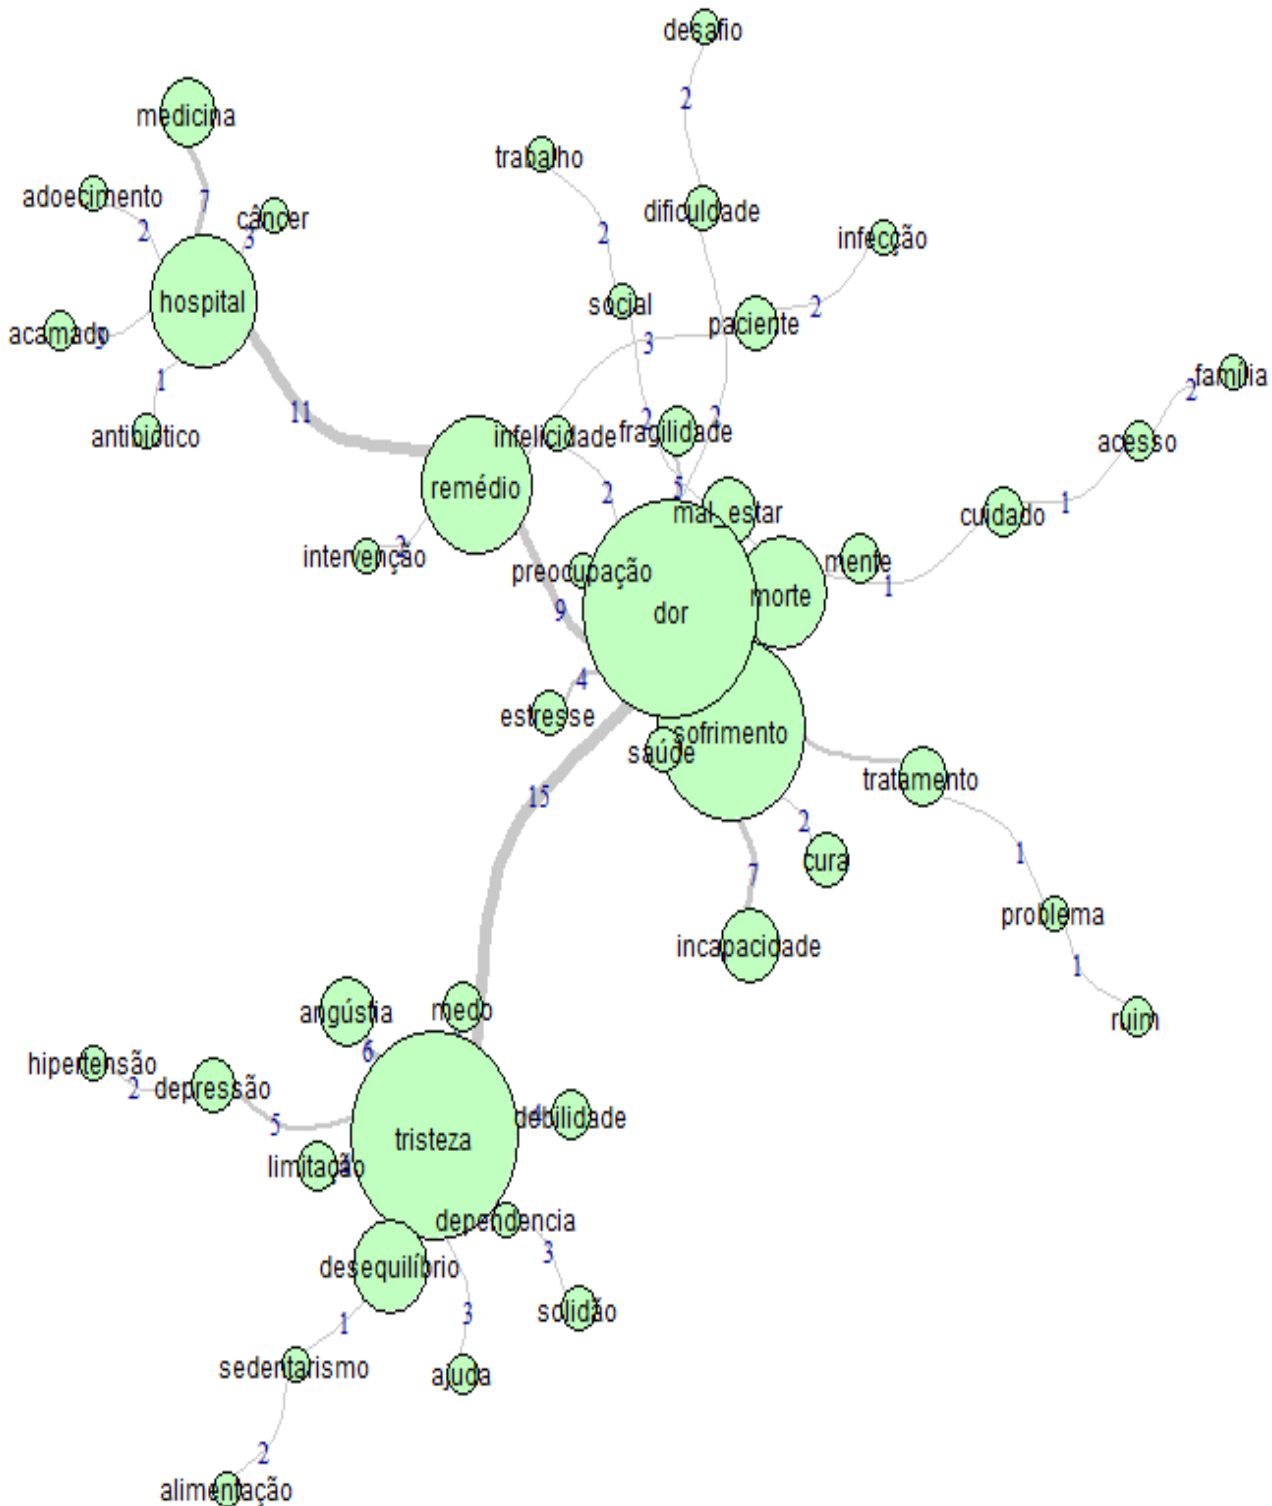 desafio
2
medicina
trabalho
adoecimento
7
câncer
2
3
dificuldade
2
infecção
social
hospital
paciente
2
acamado
3
3
família
2
1
11
antibiótico
infelicidade
fragilidade
2
2
acesso
remédio
2
5
mal_estar
cuidado
1
intervenção
2
preocupação
mente
1
9
dor
morte
4
estresse
saúde
sofrimento
15
tratamento
2
cura
1
7
problema
incapacidade
1
angústia
medo
ruim
6
hipertensão
2
depressão
5
debilidade
4
tristeza
limitação
dependencia
desequilíbrio
3
solidão
1
3
sedentarismo
ajuda
2
alimentação